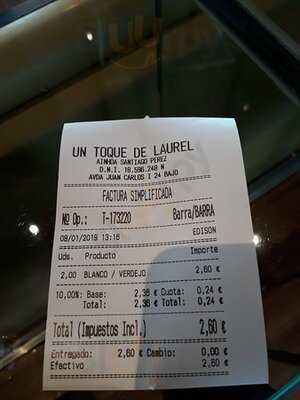 UN TOQUE DE LAUREL
AINHOA SANTIAGO PEREZ
D.N.I. 18.596.248 N
AVDA JUAN CARLOS I 24 BAJO
FACTURA SIMPLIFICADA
Nº Op.: T-173220 Barra/BARRA
08/01/2019 13:16 EDISON
Uds. Producto Importe
2,00 BLANCO / VERDEJO 2,60 €
10,00% Base: 2,36 € Cuota: 0,24 €
Total: 2,36 € Total: 0,24 €
Total (Impuestos Incl.) 2,60 €
Entregado: 2,60 € Cambio: 0,00 €
Efectivo 2,60 €